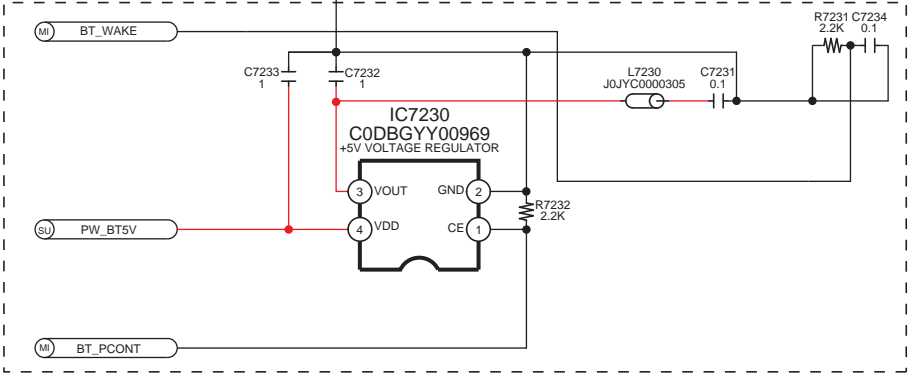 MI BT_WAKE
R7231 C7234
2.2K 0.1
C7233
1
C7232
1
L7230
J0JYC0000305
C7231
0.1
IC7230
C0DBGYY00969
+5V VOLTAGE REGULATOR
3 VOUT
GND 2
R7232
2.2K
SU PW_BT5V
4 VDD
CE 1
MI BT_PCONT